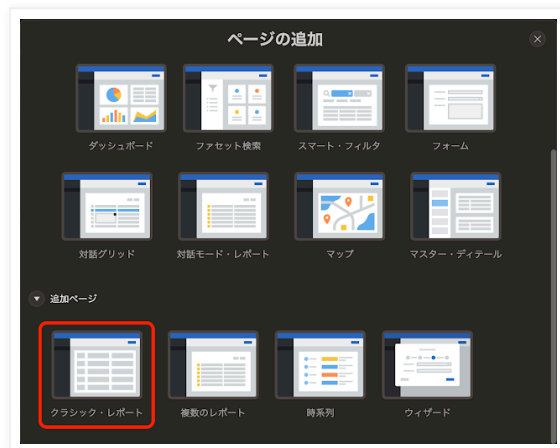 ページの追加
ダッシュボード
ファセット検索
スマート・フィルタ
フォーム
対話グリッド
対話モード・レポート
マップ
マスター・ディテール
追加ページ
クラシック・レポート
複数のレポート
時系列
ウィザード